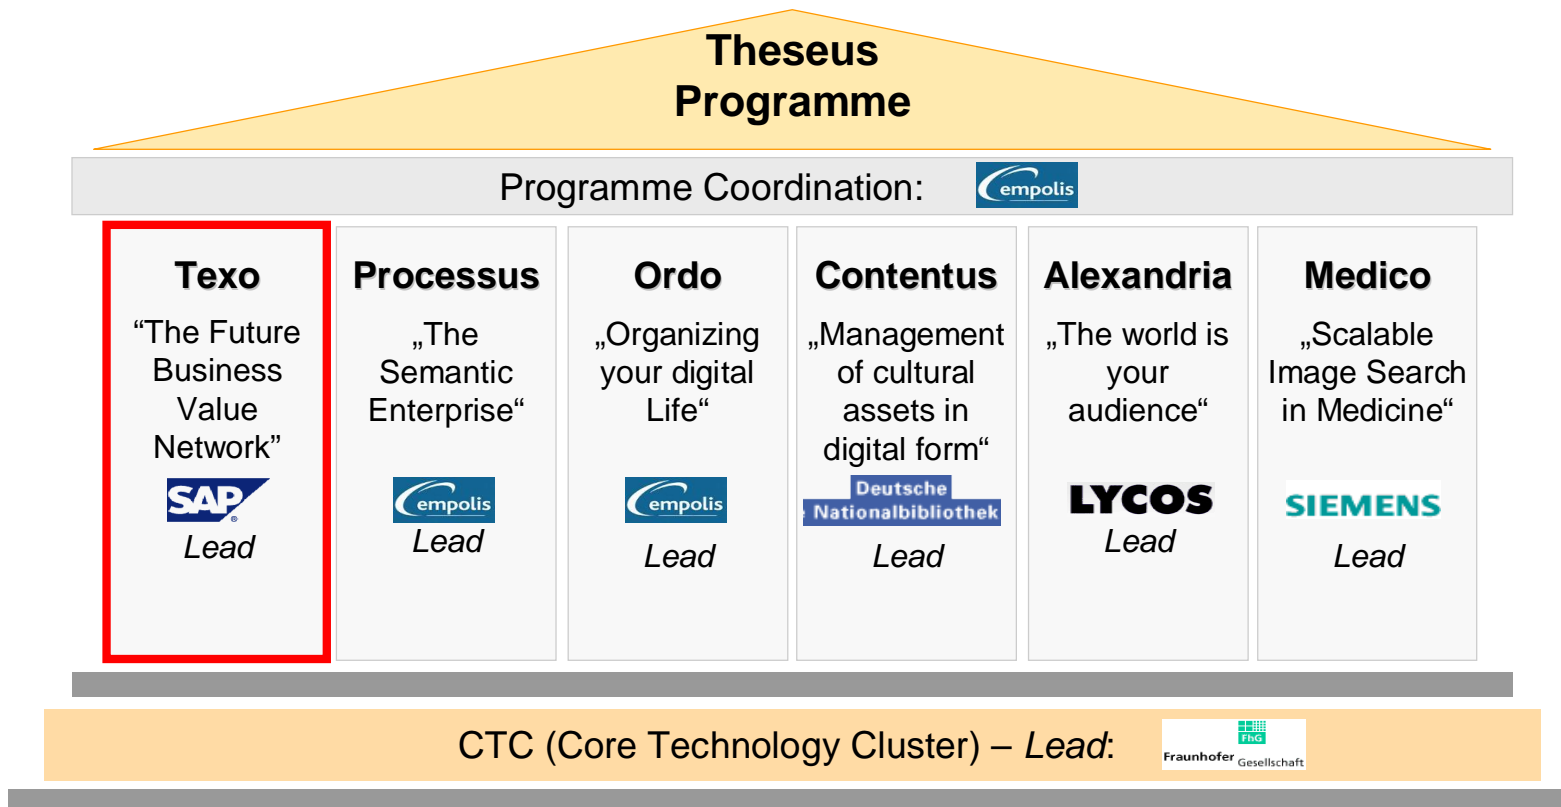 Theseus
Programme
Programme Coordination: empolis
Texo
“The Future
Business
Value
Network”
SAP
Lead
Processus
„The
Semantic
Enterprise“
empolis
Lead
Ordo
„Organizing
your digital
Life“
empolis
Lead
Contentus
„Management
of cultural
assets in
digital form“
Deutsche
Nationalbibliothek
Lead
Alexandria
„The world is
your
audience“
LYCOS
Lead
Medico
„Scalable
Image Search
in Medicine“
SIEMENS
Lead
CTC (Core Technology Cluster) – Lead:
FhG
Fraunhofer Gesellschaft